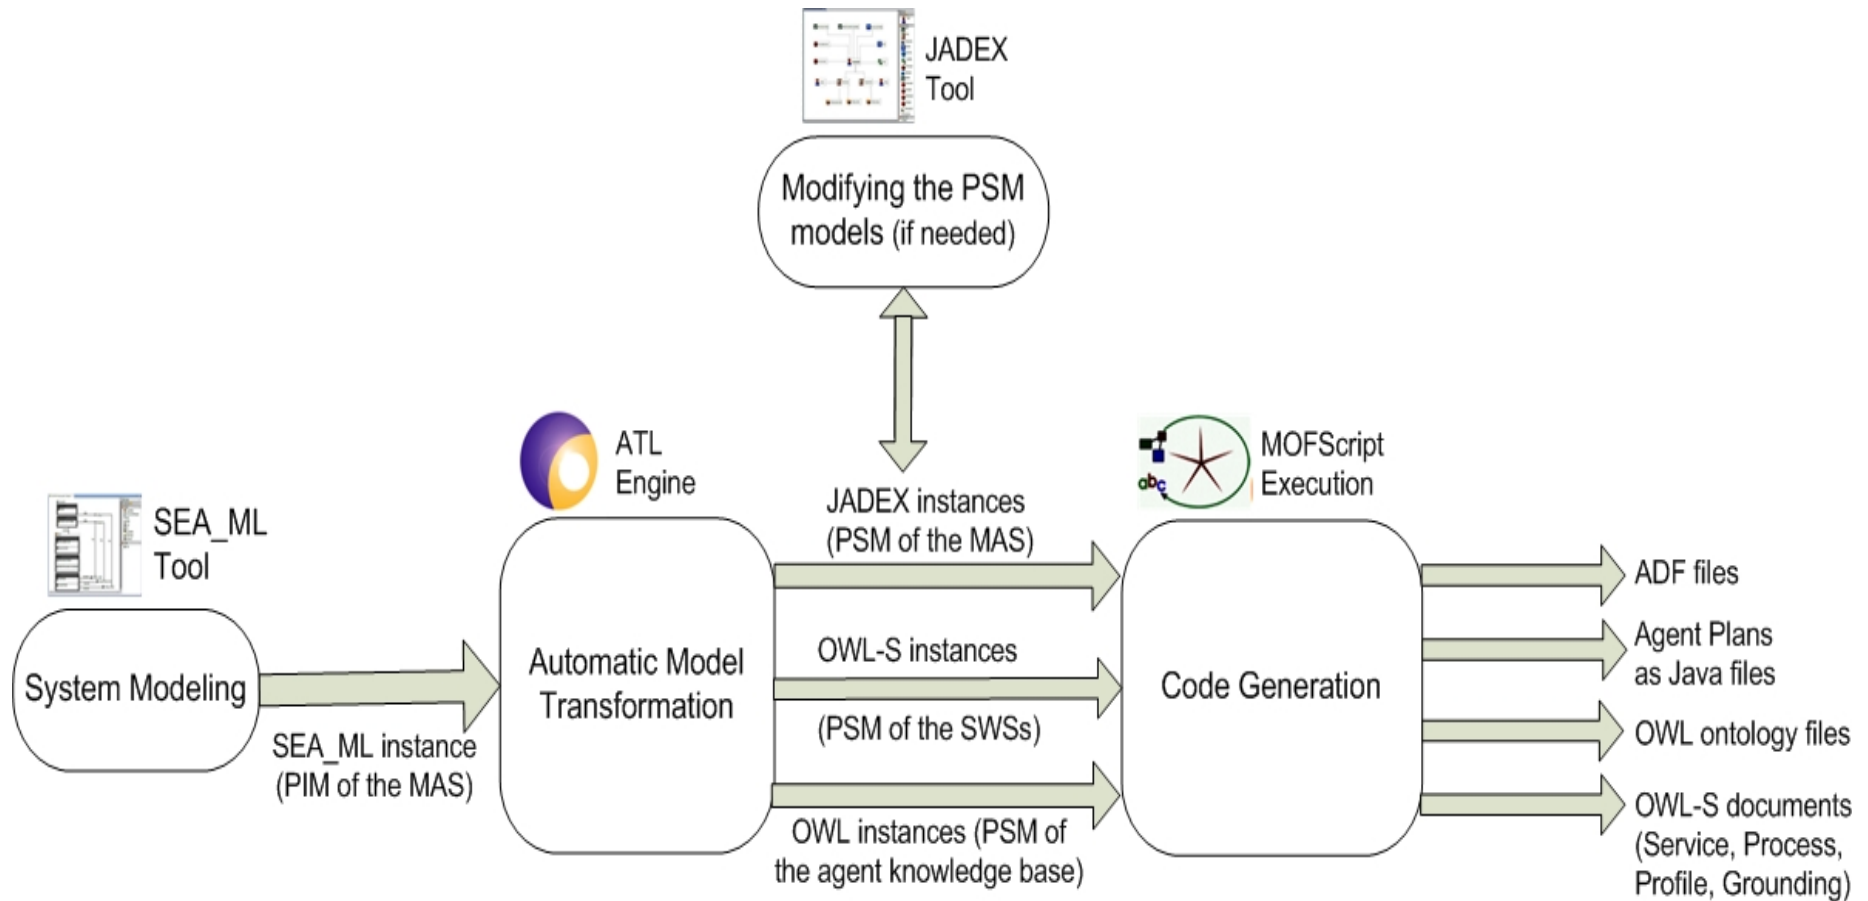 JADEX
Tool
Modifying the PSM
models (if needed)
ATL
Engine
MOFScript
Execution
SEA_ML
Tool
JADEX instances
(PSM of the MAS)
abc
System Modeling
SEA_ML instance
(PIM of the MAS)
Automatic Model
Transformation
OWL-S instances
(PSM of the SWSs)
OWL instances (PSM of
the agent knowledge base)
Code Generation
ADF files
Agent Plans
as Java files
OWL ontology files
OWL-S documents
(Service, Process,
Profile, Grounding)